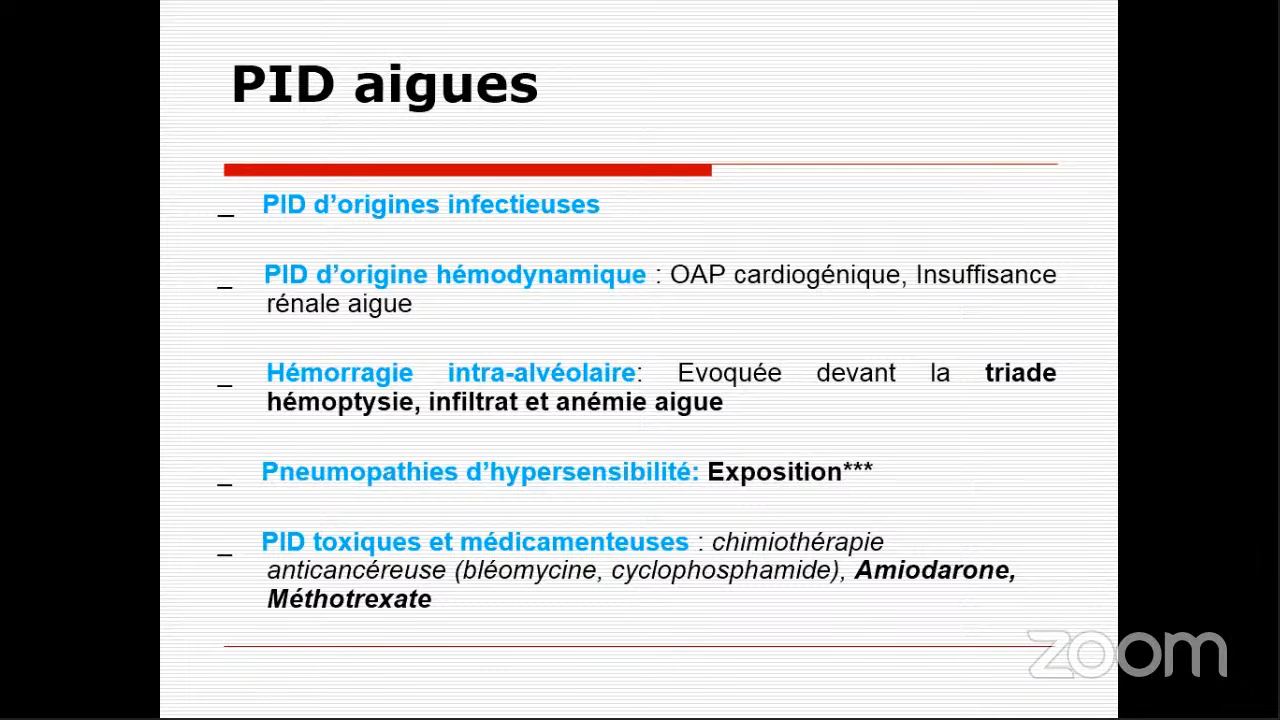 PID aigues
_ PID d’origines infectieuses
_ PID d’origine hémodynamique : OAP cardiogénique, Insuffisance
rénale aigue
_ Hémorragie intra-alvéolaire: Evoquée devant la triade
hémoptysie, infiltrat et anémie aigue
_ Pneumopathies d’hypersensibilité: Exposition***
_ PID toxiques et médicamenteuses : chimiothérapie
anticancéreuse (bléomycine, cyclophosphamide), Amiodarone,
Méthotrexate
zoom